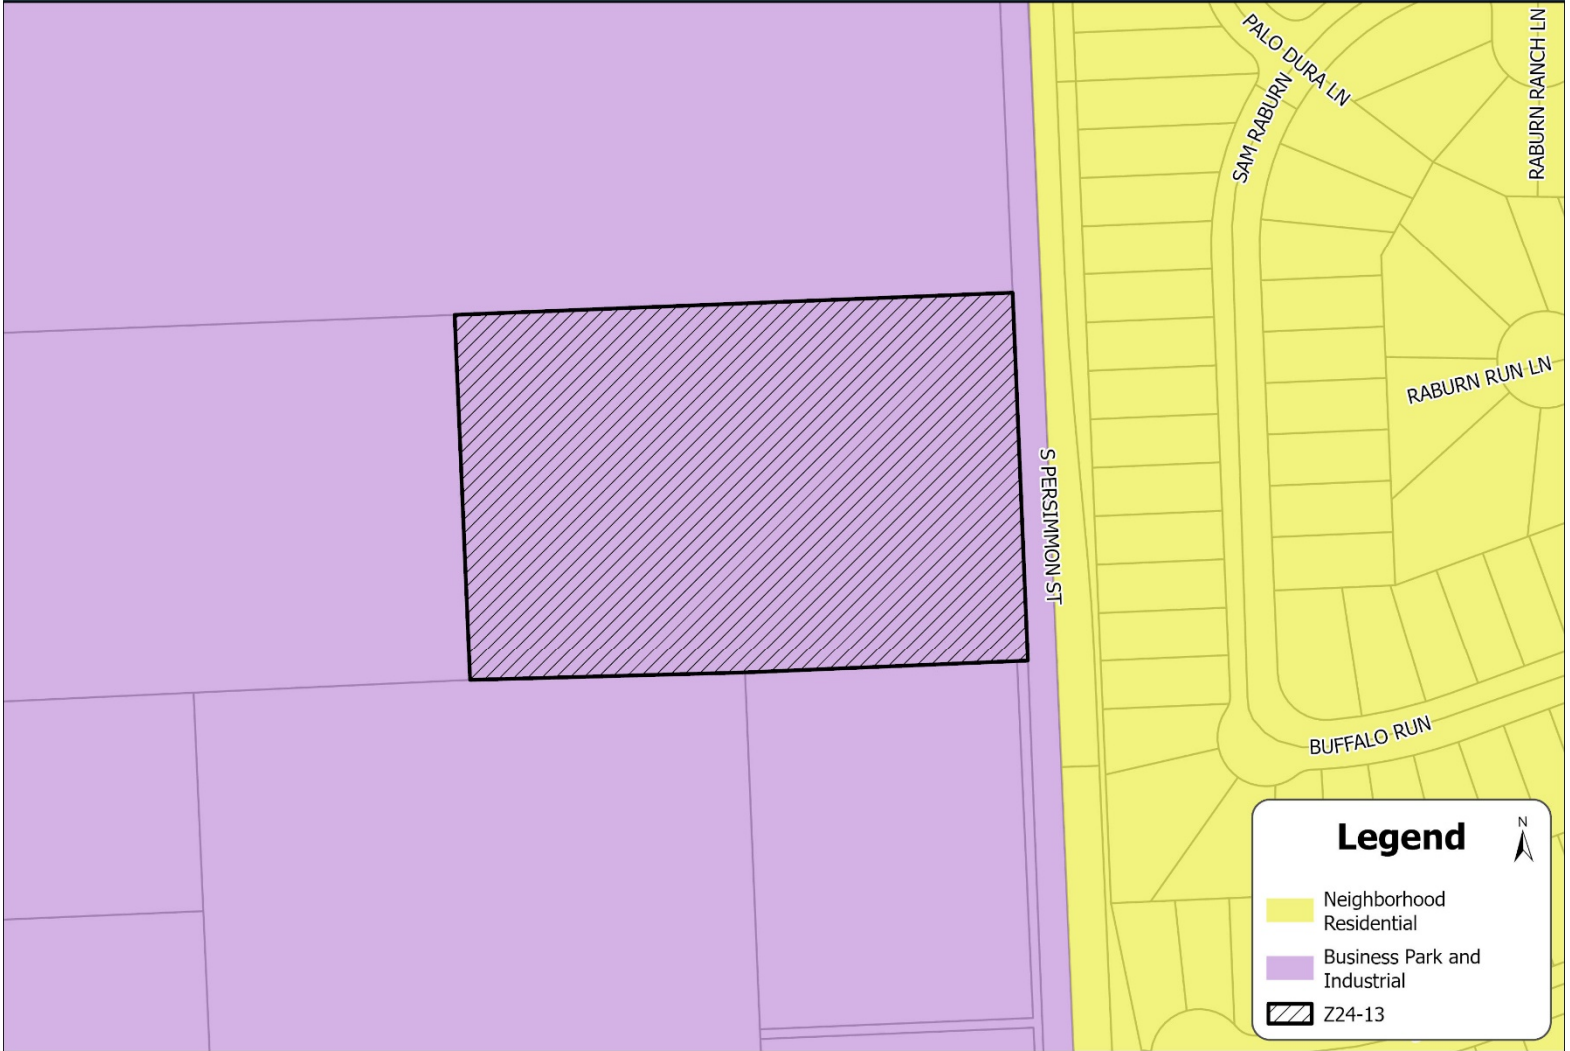 PALO DURA LN
RABURN RANCH LN
SAM RABURN
RABURN RUN LN
S PERSIMMON ST
BUFFALO RUN
Legend
N
Neighborhood
Residential
Business Park and
Industrial
Z24-13